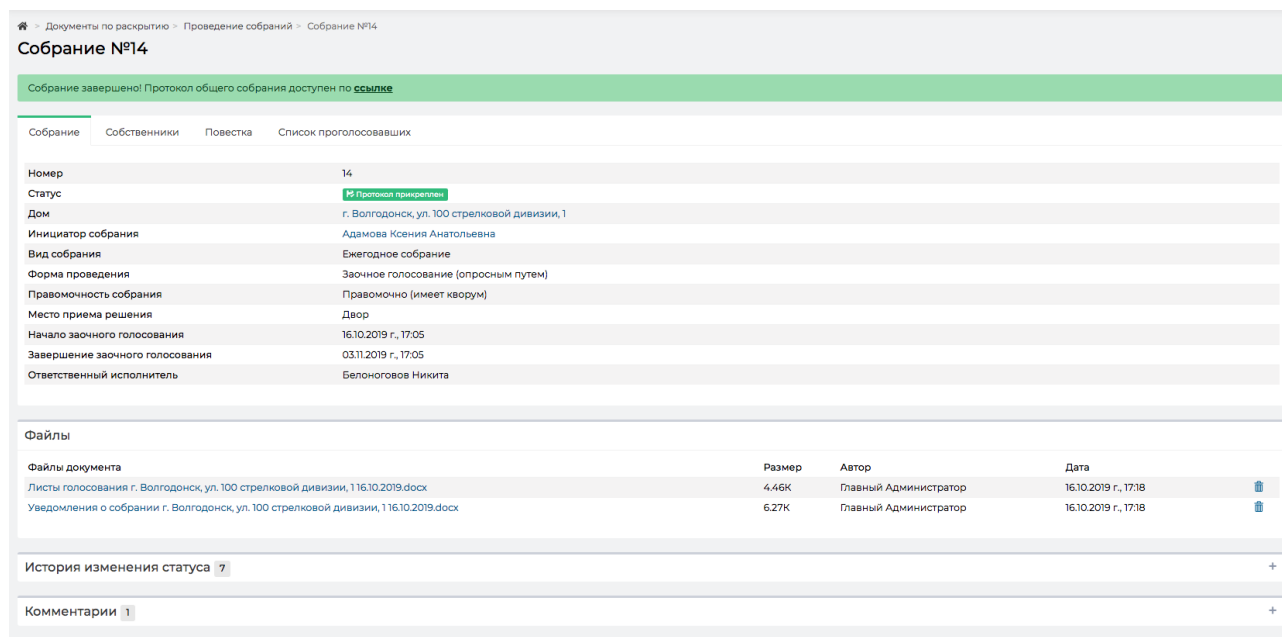 > Документы по раскрытию > Проведение собраний > Собрание №14
Собрание №14
Собрание завершено! Протокол общего собрания доступен по ссылке
Собрание Собственники Повестка Список проголосовавших
Номер 14
Статус Протокол прикреплен
Дом г. Волгодонск, ул. 100 стрелковой дивизии, 1
Инициатор собрания Адамова Ксения Анатольевна
Вид собрания Ежегодное собрание
Форма проведения Заочное голосование (опросным путем)
Правомочность собрания Правомочно (имеет кворум)
Место приема решения Двор
Начало заочного голосования 16.10.2019 г., 17:05
Завершение заочного голосования 03.11.2019 г., 17:05
Ответственный исполнитель Белоноговов Никита
Файлы
Файлы документа Размер Автор Дата
Листы голосования г. Волгодонск, ул. 100 стрелковой дивизии, 1 16.10.2019.docx 4.46K Главный Администратор 16.10.2019 г., 17:18
Уведомления о собрании г. Волгодонск, ул. 100 стрелковой дивизии, 1 16.10.2019.docx 6.27K Главный Администратор 16.10.2019 г., 17:18
История изменения статуса 7 +
Комментарии 1 +